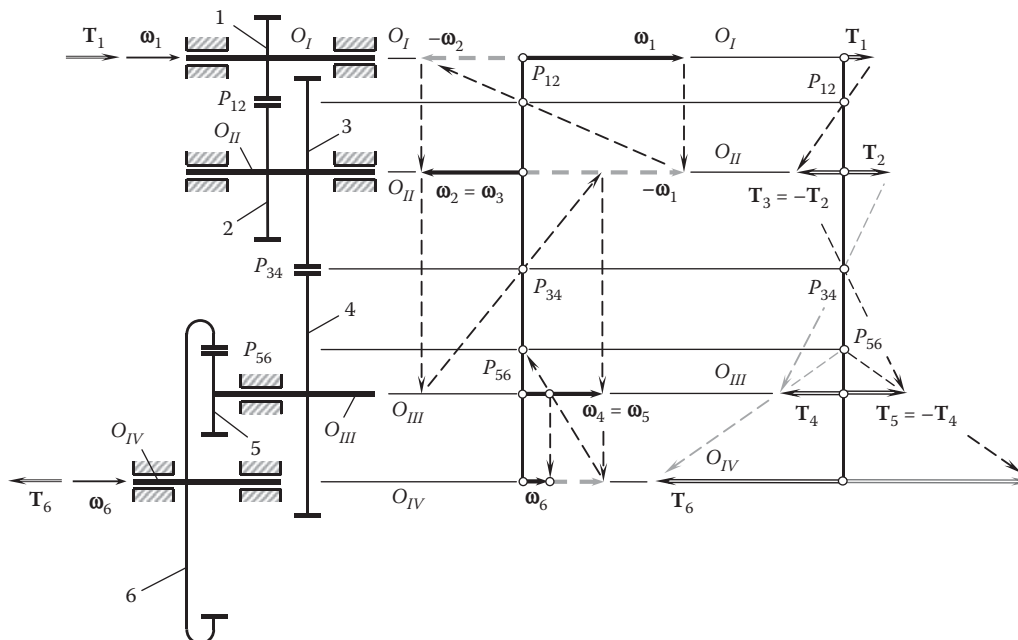 1
T1 ω1 OI OI −ω2 ω1 OI T1
P12 P12 P12
3
OII OII T2
OII ω2 = ω3 −ω1 T3 = −T2
2
P34 P34 P34
4
P56 P56 P56
OIII
OIII OIII ω4 = ω5 T4 T5 = −T4
OIV 5 OIV
T6 ω6 OIV ω6 T6
6